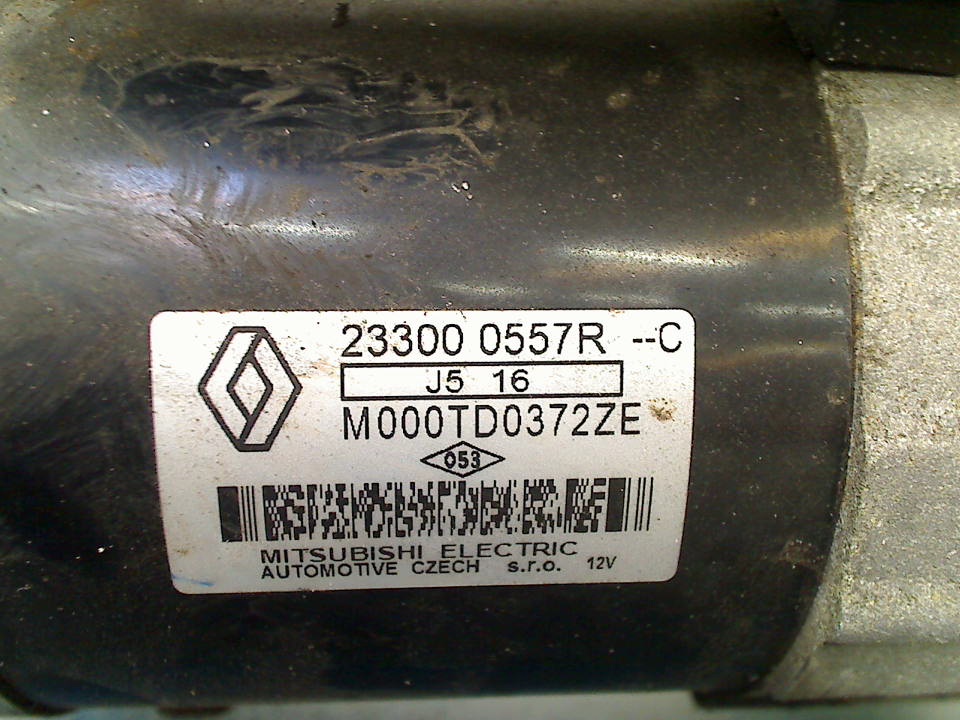 23300 0557R --C
J5 16
M000TD0372ZE
053
MITSUBISHI ELECTRIC
AUTOMOTIVE CZECH s.r.o. 12V